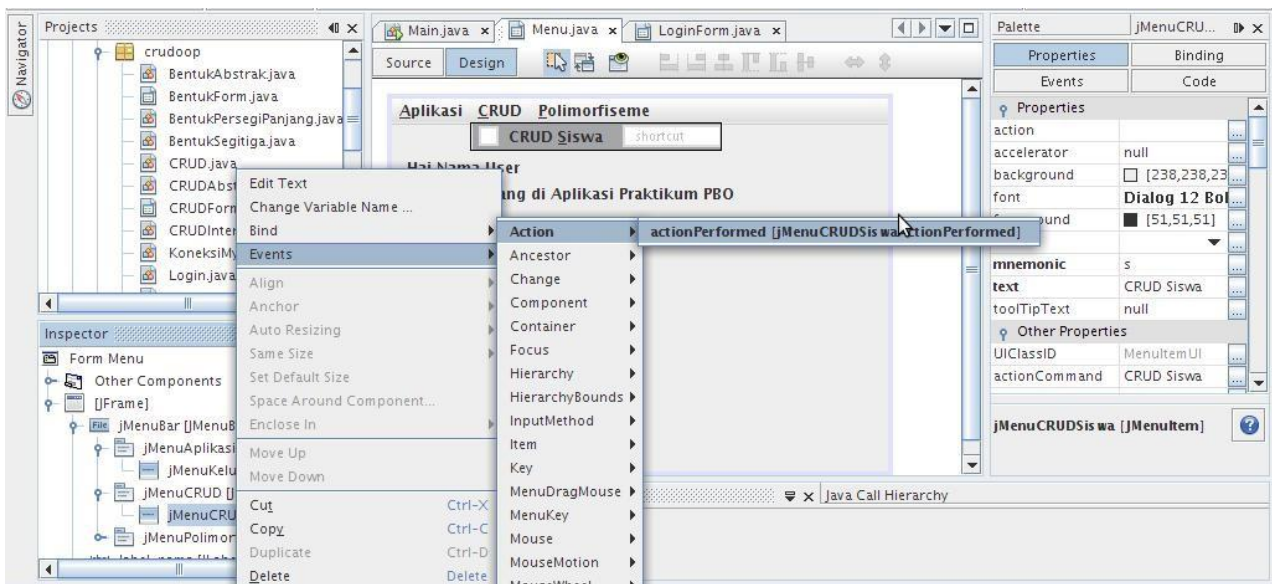 Navigator
Projects
crudoop
BentukAbstrak.java
BentukForm.java
BentukPersegiPanjang.java
BentukSegitiga.java
CRUD.java
CRUDAbst
CRUDForm
CRUDInter
KoneksiMy
Login.java
Inspector
Form Menu
Other Components
[JFrame]
jMenuBar [JMenuB
jMenuAplikasi
jMenuKelu
jMenuCRUD [J
jMenuCRU
jMenuPolimor
Main.java x
Menu.java x
LoginForm.java x
Source Design
Aplikasi CRUD Polimorfiseme
CRUD Siswa shortcut
Hai Nama User
ang di Aplikasi Praktikum PBO
Edit Text
Change Variable Name ...
Bind
Events
Align
Anchor
Auto Resizing
Same Size
Set Default Size
Space Around Component...
Enclose In
Move Up
Move Down
Cut Ctrl-X
Copy Ctrl-C
Duplicate Ctrl-D
Delete Delete
Action
Ancestor
Change
Component
Container
Focus
Hierarchy
HierarchyBounds
InputMethod
Item
Key
MenuDragMouse
MenuKey
Mouse
MouseMotion
MouseWheel
actionPerformed [jMenuCRUDSiswaActionPerformed]
Java Call Hierarchy
Palette jMenuCRU...
Properties Binding
Events Code
Properties
action ...
accelerator null ...
background [238,238,23 ...
font Dialog 12 Bol ...
ound [51,51,51] ...
mnemonic s ...
text CRUD Siswa ...
toolTipText null ...
Other Properties
UIClassID MenuItemUI ...
actionCommand CRUD Siswa ...
jMenuCRUDSiswa [JMenuItem]